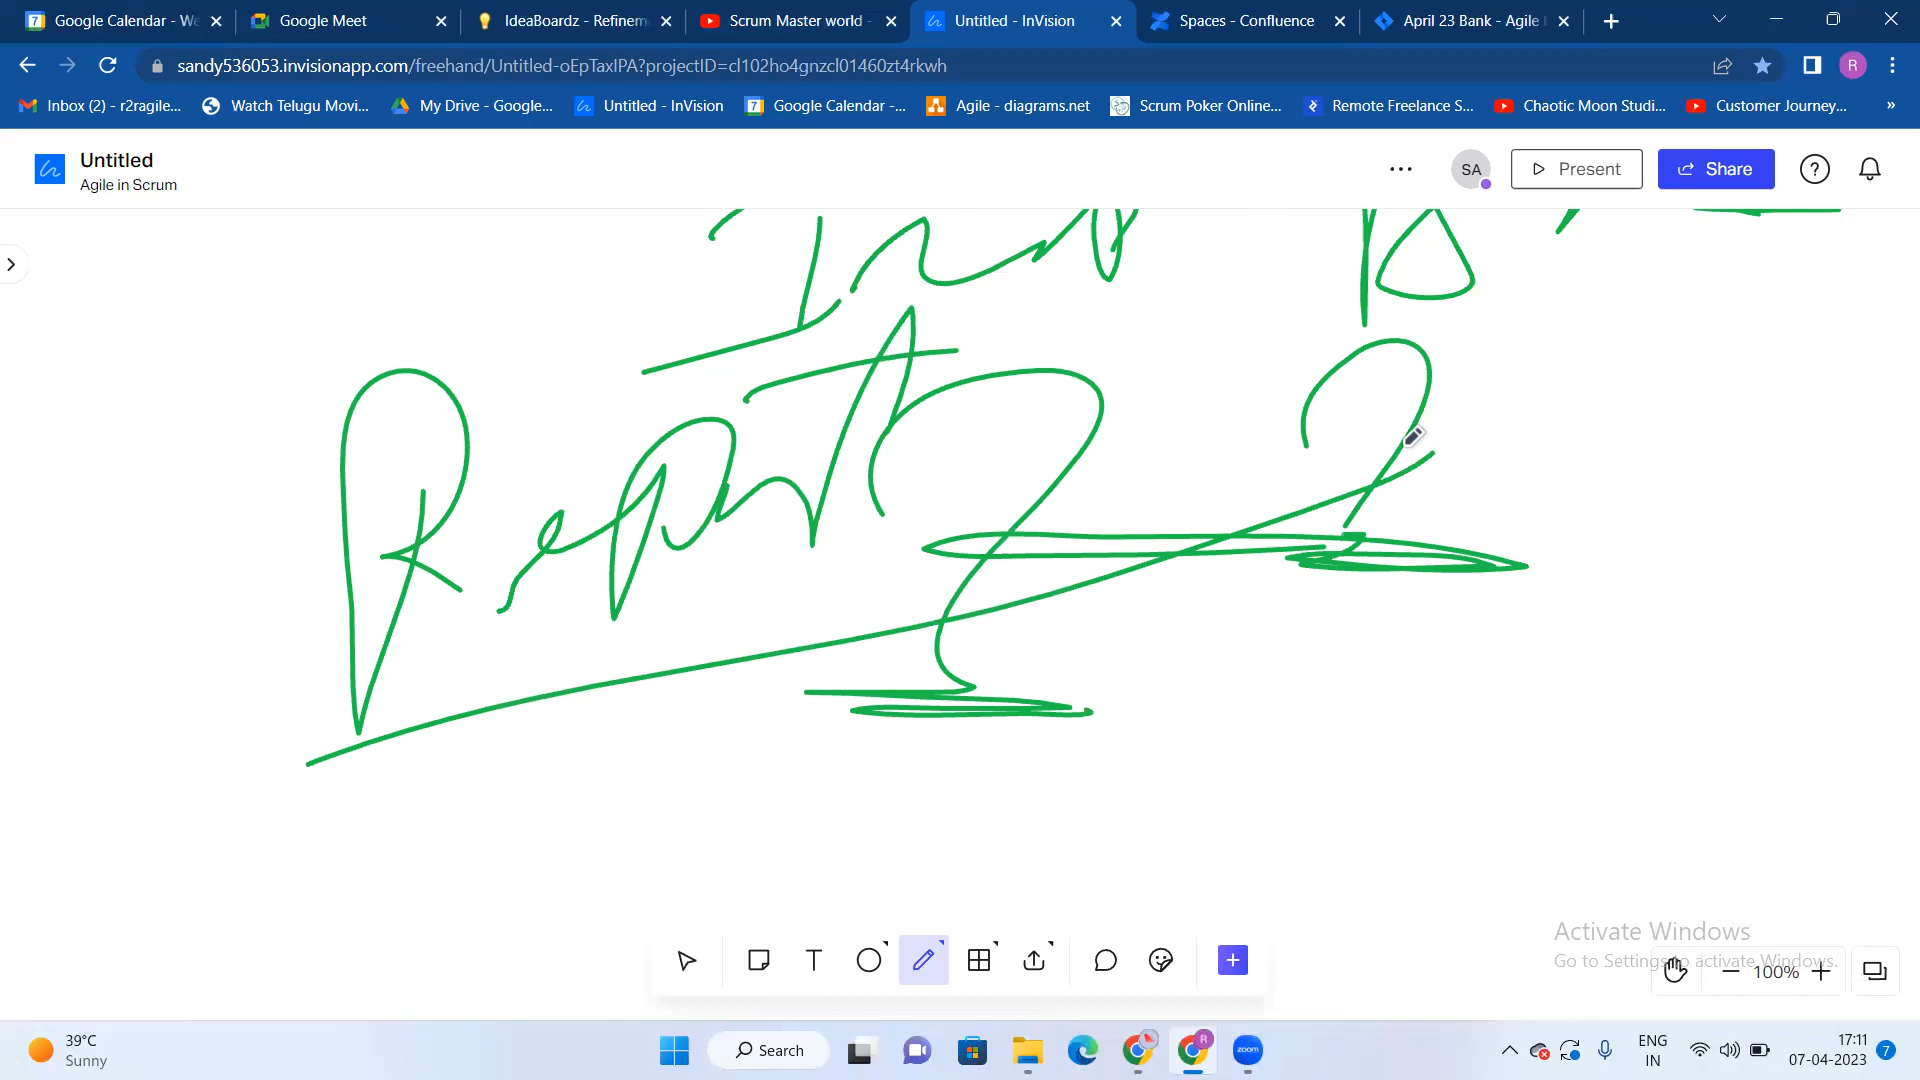 Google Calendar - We
Google Meet
IdeaBoardz - Refinem
Scrum Master world -
Untitled - InVision
Spaces - Confluence
April 23 Bank - Agile
sandy536053.invisionapp.com/freehand/Untitled-oEpTaxIPA?projectID=cl102ho4gnzcl01460zt4rkwh
R
Inbox (2) - r2ragile...
Watch Telugu Movi...
My Drive - Google...
Untitled - InVision
Google Calendar -...
Agile - diagrams.net
Scrum Poker Online...
Remote Freelance S...
Chaotic Moon Studi...
Customer Journey...
»
Untitled
Agile in Scrum
SA
Present
Share
Activate Windows
Go to Settings to activate Windows.
100%
39°C
Sunny
Search
zoom
ENG
IN
17:11
07-04-2023
7